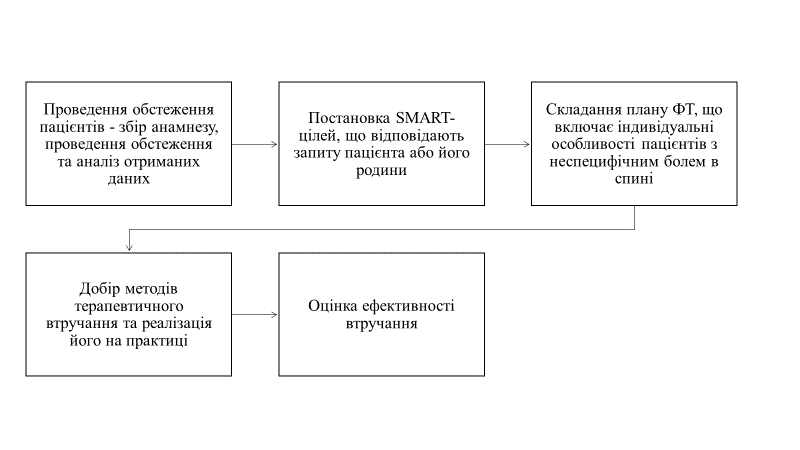 Проведення обстеження
пацієнтів - збір анамнезу,
проведення обстеження
та аналіз отриманих
даних
Постановка SMART-
цілей, що відповідають
запиту пацієнта або його
родини
Складання плану ФТ, що
включає індивідуальні
особливості пацієнтів з
неспецифічним болем в
спині
Добір методів
терапевтичного
втручання та реалізація
його на практиці
Оцінка ефективності
втручання